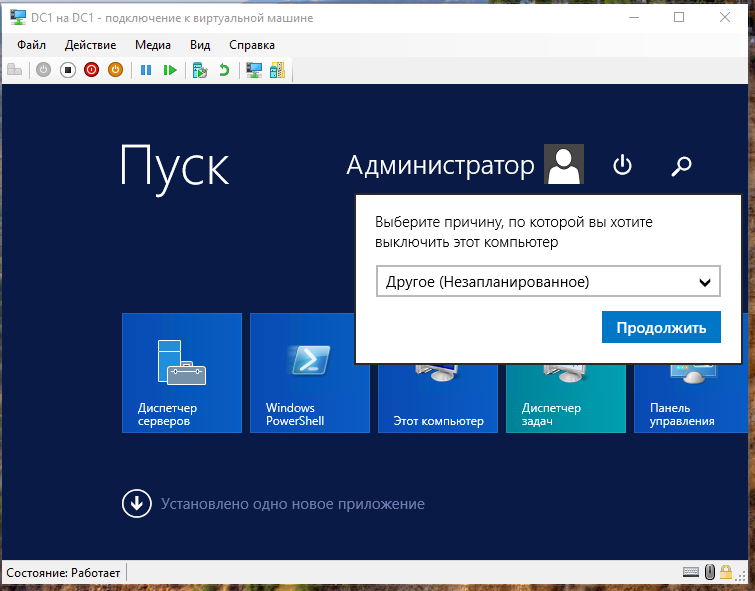 DC1 на DC1 - подключение к виртуальной машине
Файл Действие Медиа Вид Справка
Пуск
Администратор
Выберите причину, по которой вы хотите
выключить этот компьютер
Другое (Незапланированное)
Продолжить
Диспетчер
серверов
Windows
PowerShell
Этот компьютер
Диспетчер
задач
Панель
управления
Установлено одно новое приложение
Состояние: Работает